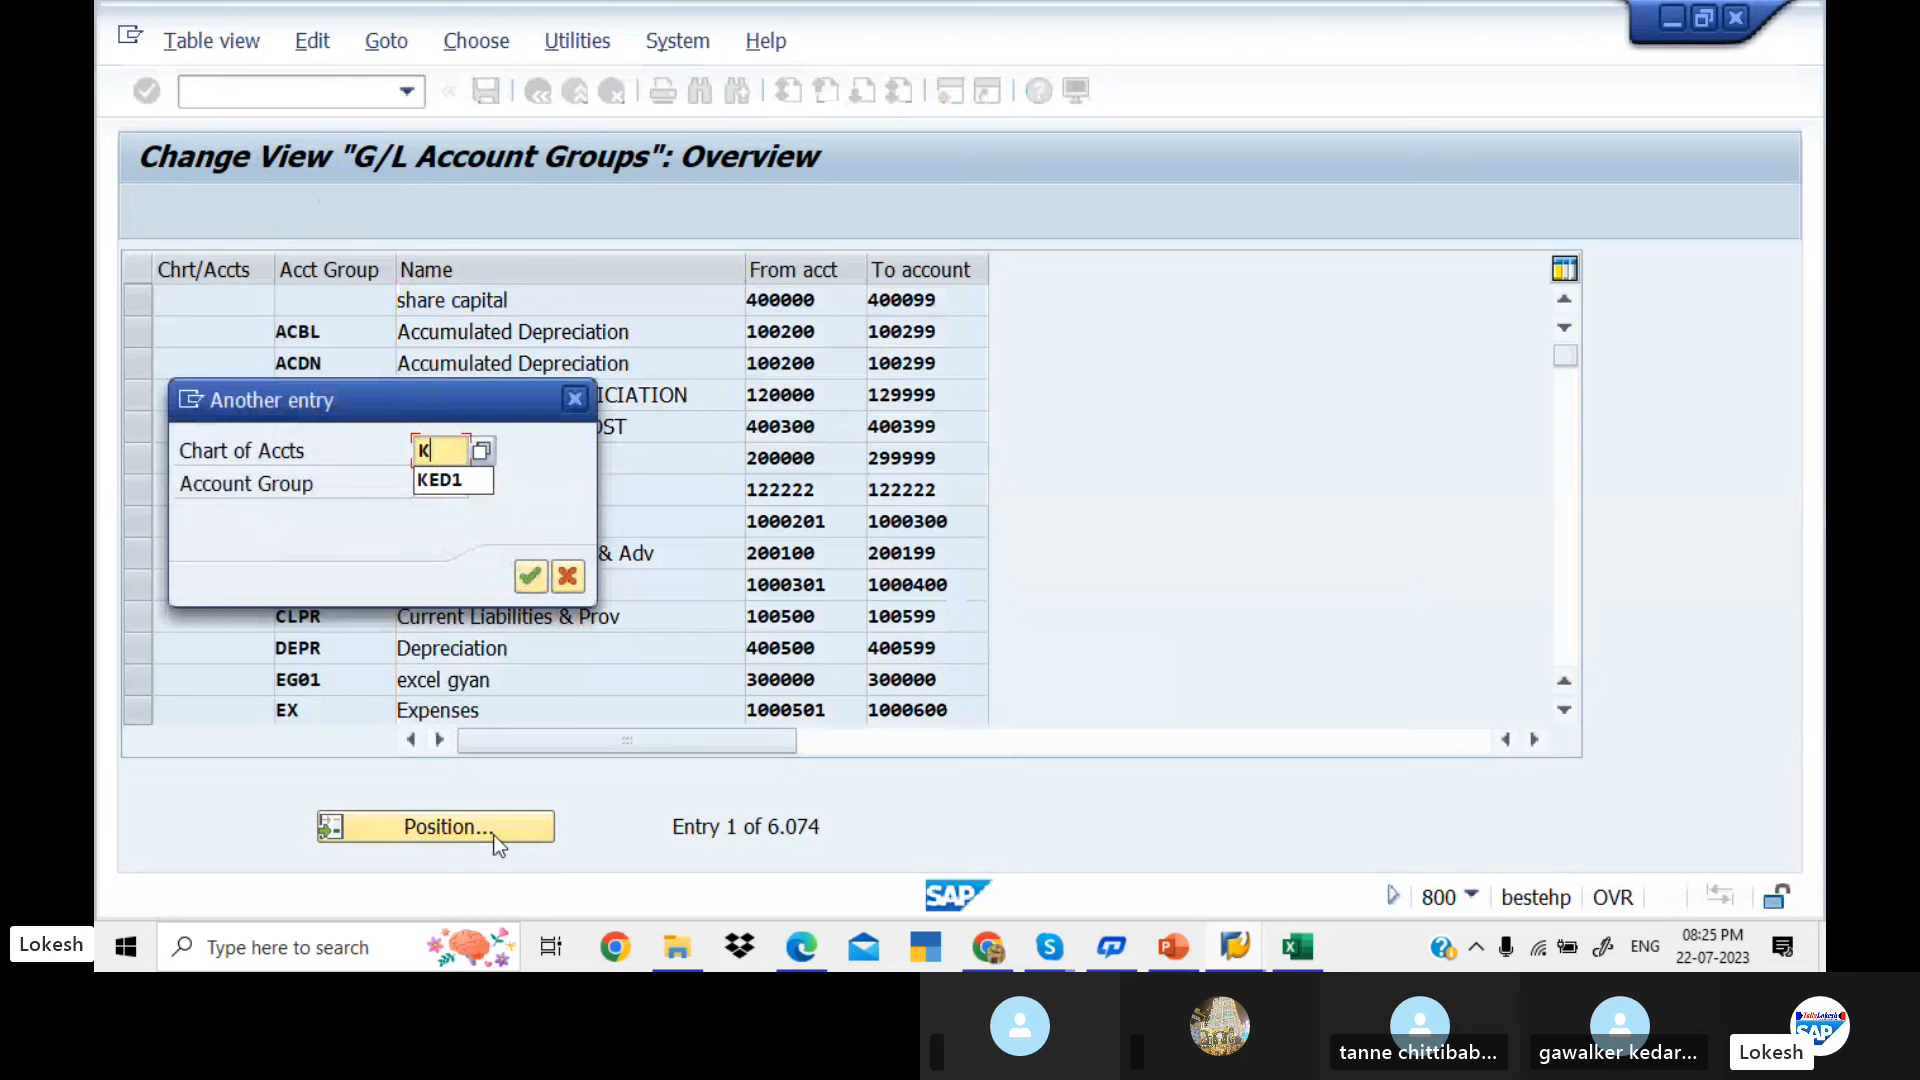 Table view Edit Goto Choose Utilities System Help
Change View "G/L Account Groups": Overview
Chrt/Accts Acct Group Name From acct To account
share capital 400000 400099
ACBL Accumulated Depreciation 100200 100299
ACDN Accumulated Depreciation 100200 100299
ICIATION 120000 129999
Another entry
OST 400300 400399
Chart of Accts K
200000 299999
KED1
Account Group
122222 122222
1000201 1000300
& Adv 200100 200199
1000301 1000400
CLPR Current Liabilities & Prov 100500 100599
DEPR Depreciation 400500 400599
EG01 excel gyan 300000 300000
EX Expenses 1000501 1000600
Position... Entry 1 of 6.074
SAP 800 bestehp OVR
Lokesh
Type here to search
ENG
08:25 PM
22-07-2023
tanne chittibab...
gawalker kedar...
SAP
Lokesh